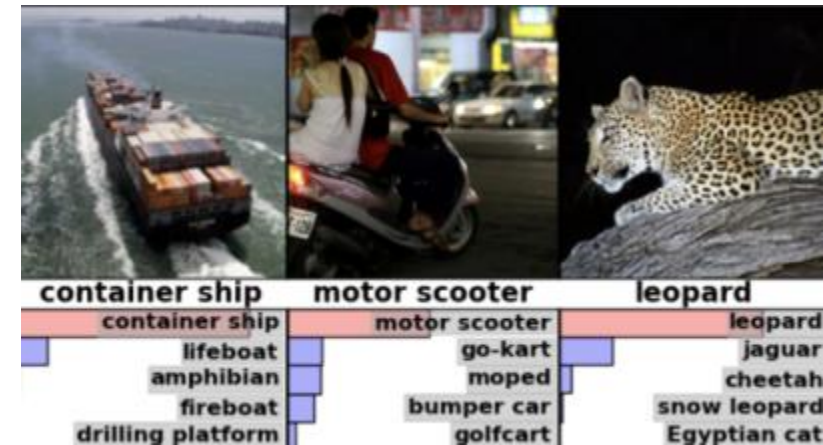 container ship
container ship
lifeboat
amphibian
fireboat
drilling platform
motor scooter
motor scooter
go-kart
moped
bumper car
golfcart
leopard
leopard
jaguar
cheetah
snow leopard
Egyptian cat